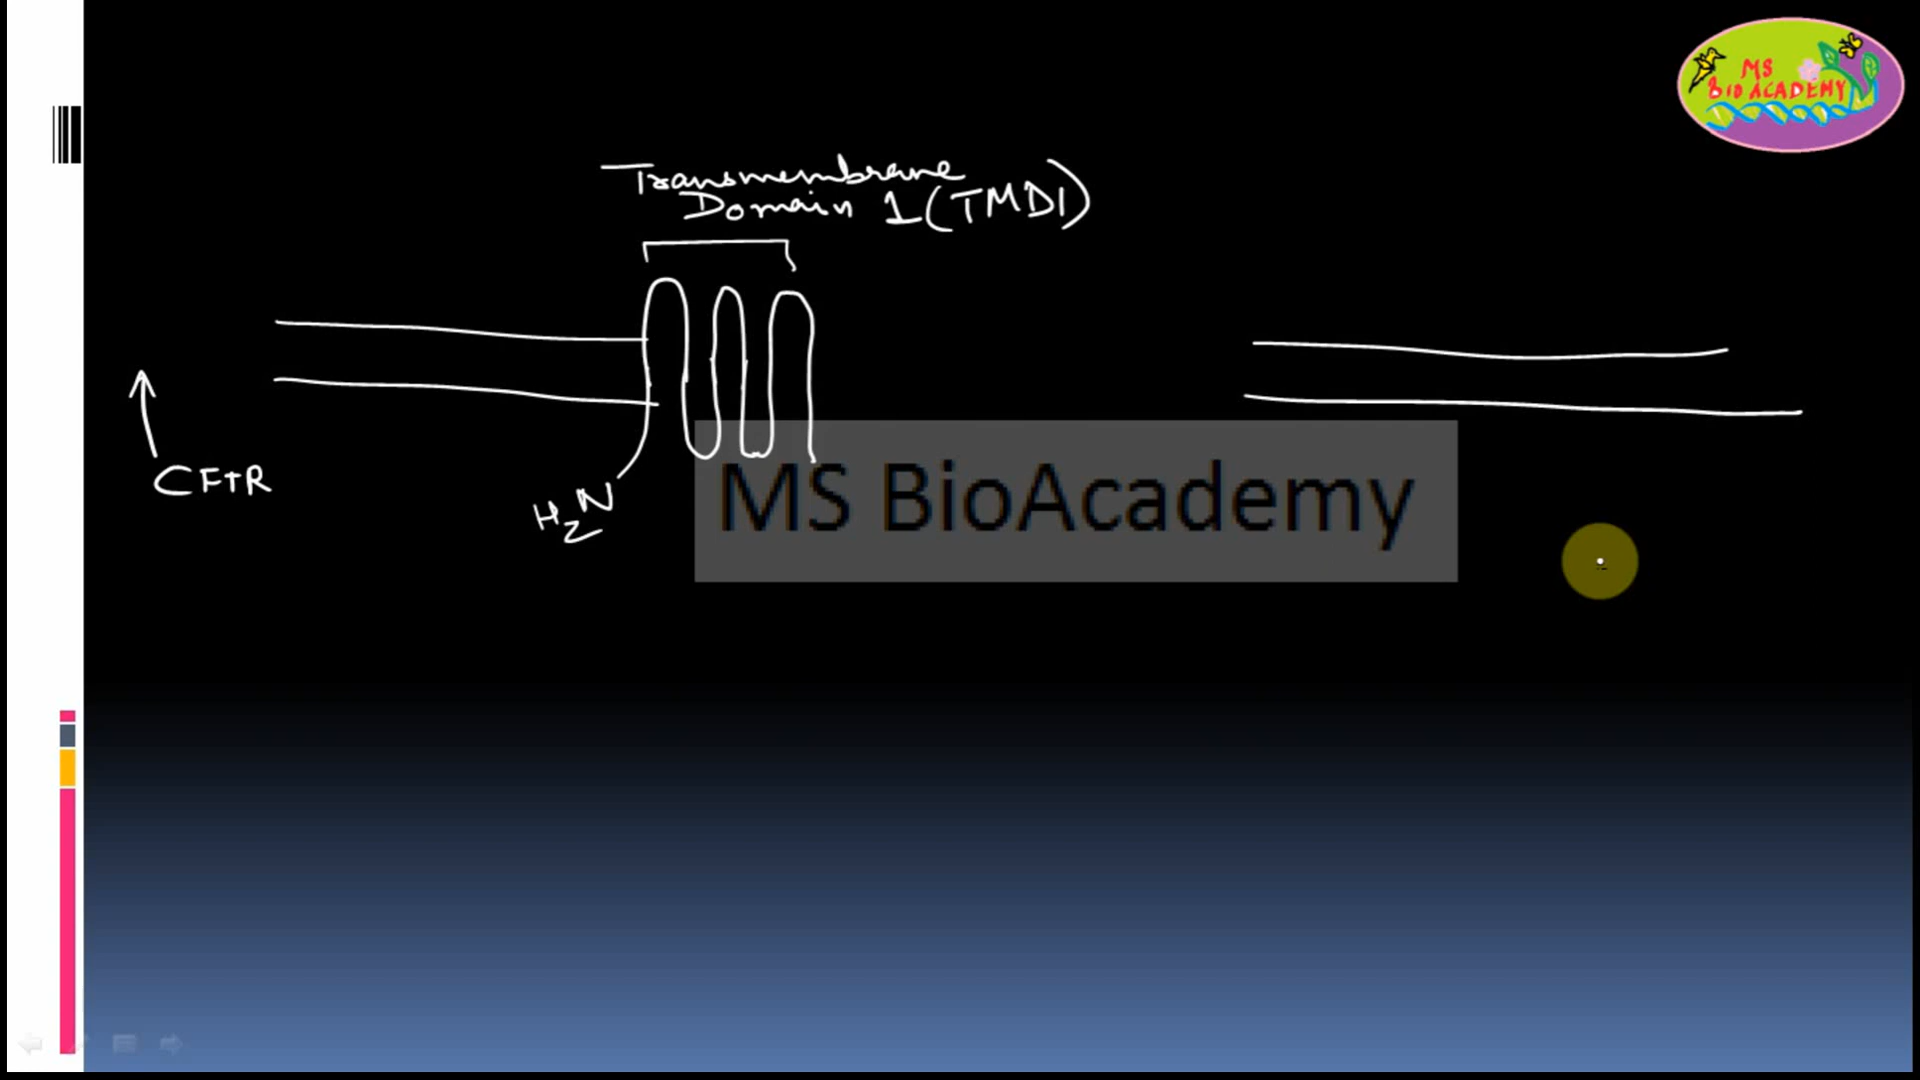 MS
BIO ACADEMY
Transmembrane
Domain 1 (TMD1)
CFTR
H2N
MS BioAcademy